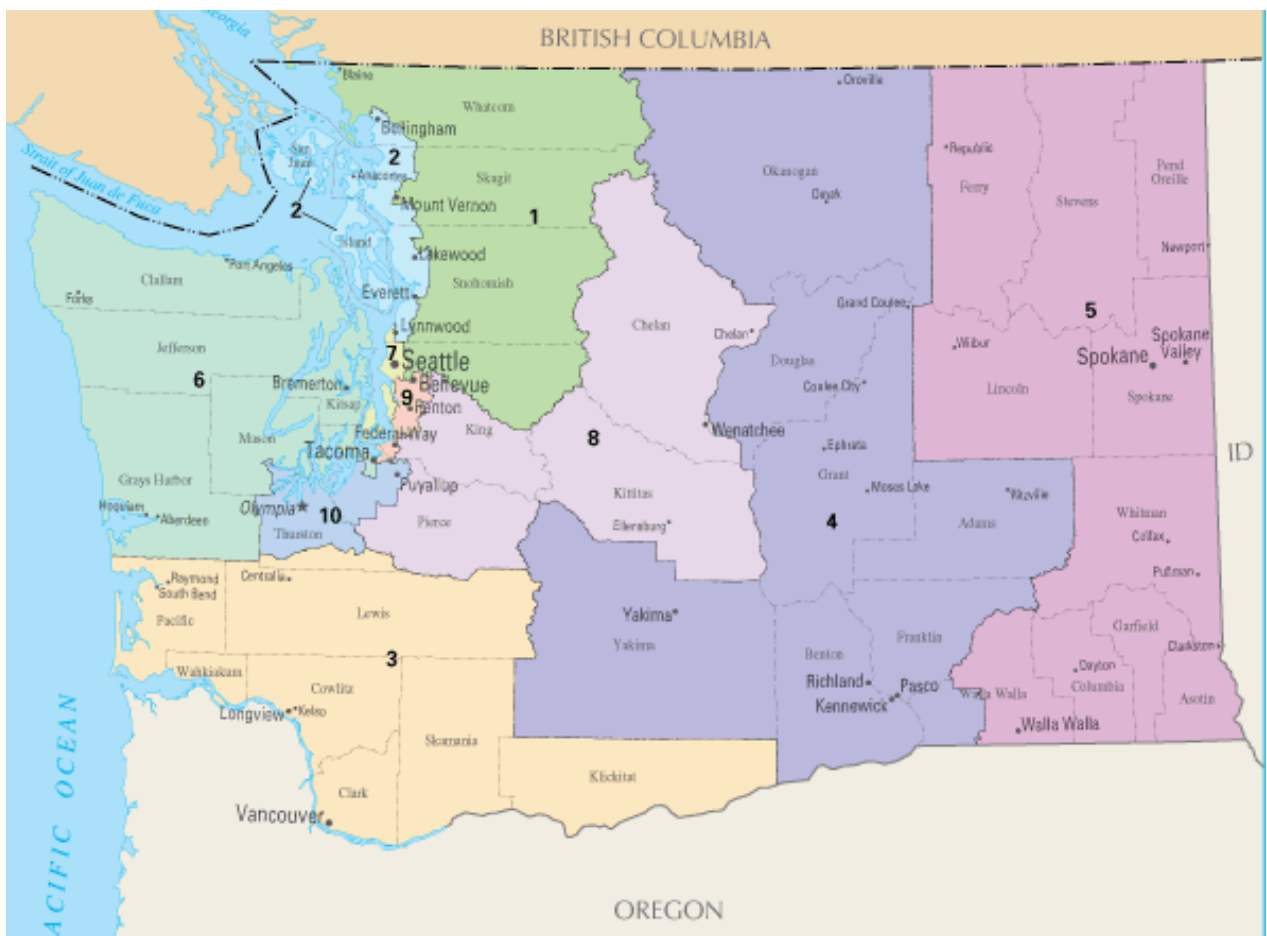 Georgia
BRITISH COLUMBIA
Blaine
Oroville
Whatcom
Bellingham
Strait of Juan de Fuca
San
Juan
2
Republic
Pend
Oreille
Anacortes
Skagit
Okanogan
Ferry
Omak
Stevens
2
Mount Vernon
1
Island
Lakewood
Newport
Port Angeles
Clallam
Snohomish
Forks
Everett
Grand Coulee
5
Lynnwood
Chelan
Chelan
Spokane
Valley
Jefferson
7
Seattle
Douglas
Wilbur
Spokane
6
Bremerton
Bellevue
Coulee City
Lincoln
Spokane
9
Renton
Kitsap
Mason
Federal Way
King
8
Wenatchee
Tacoma
Ephrata
ID
Grays Harbor
Puyallup
Kittitas
Grant
Moses Lake
Ritzville
Hoquiam
Aberdeen
Olympia
10
Pierce
Ellensburg
4
Adams
Whitman
Thurston
Colfax
Raymond
South Bend
Centralia
Pullman
Pacific
Lewis
Yakima
Garfield
Yakima
Franklin
Clarkston
3
Benton
Wahkiakum
Dayton
Cowlitz
Richland
Pasco
Walla Walla
Columbia
Asotin
Longview
Kelso
Kennewick
Walla Walla
Skamania
Klickitat
Clark
Vancouver
ACIFIC OCEAN
OREGON